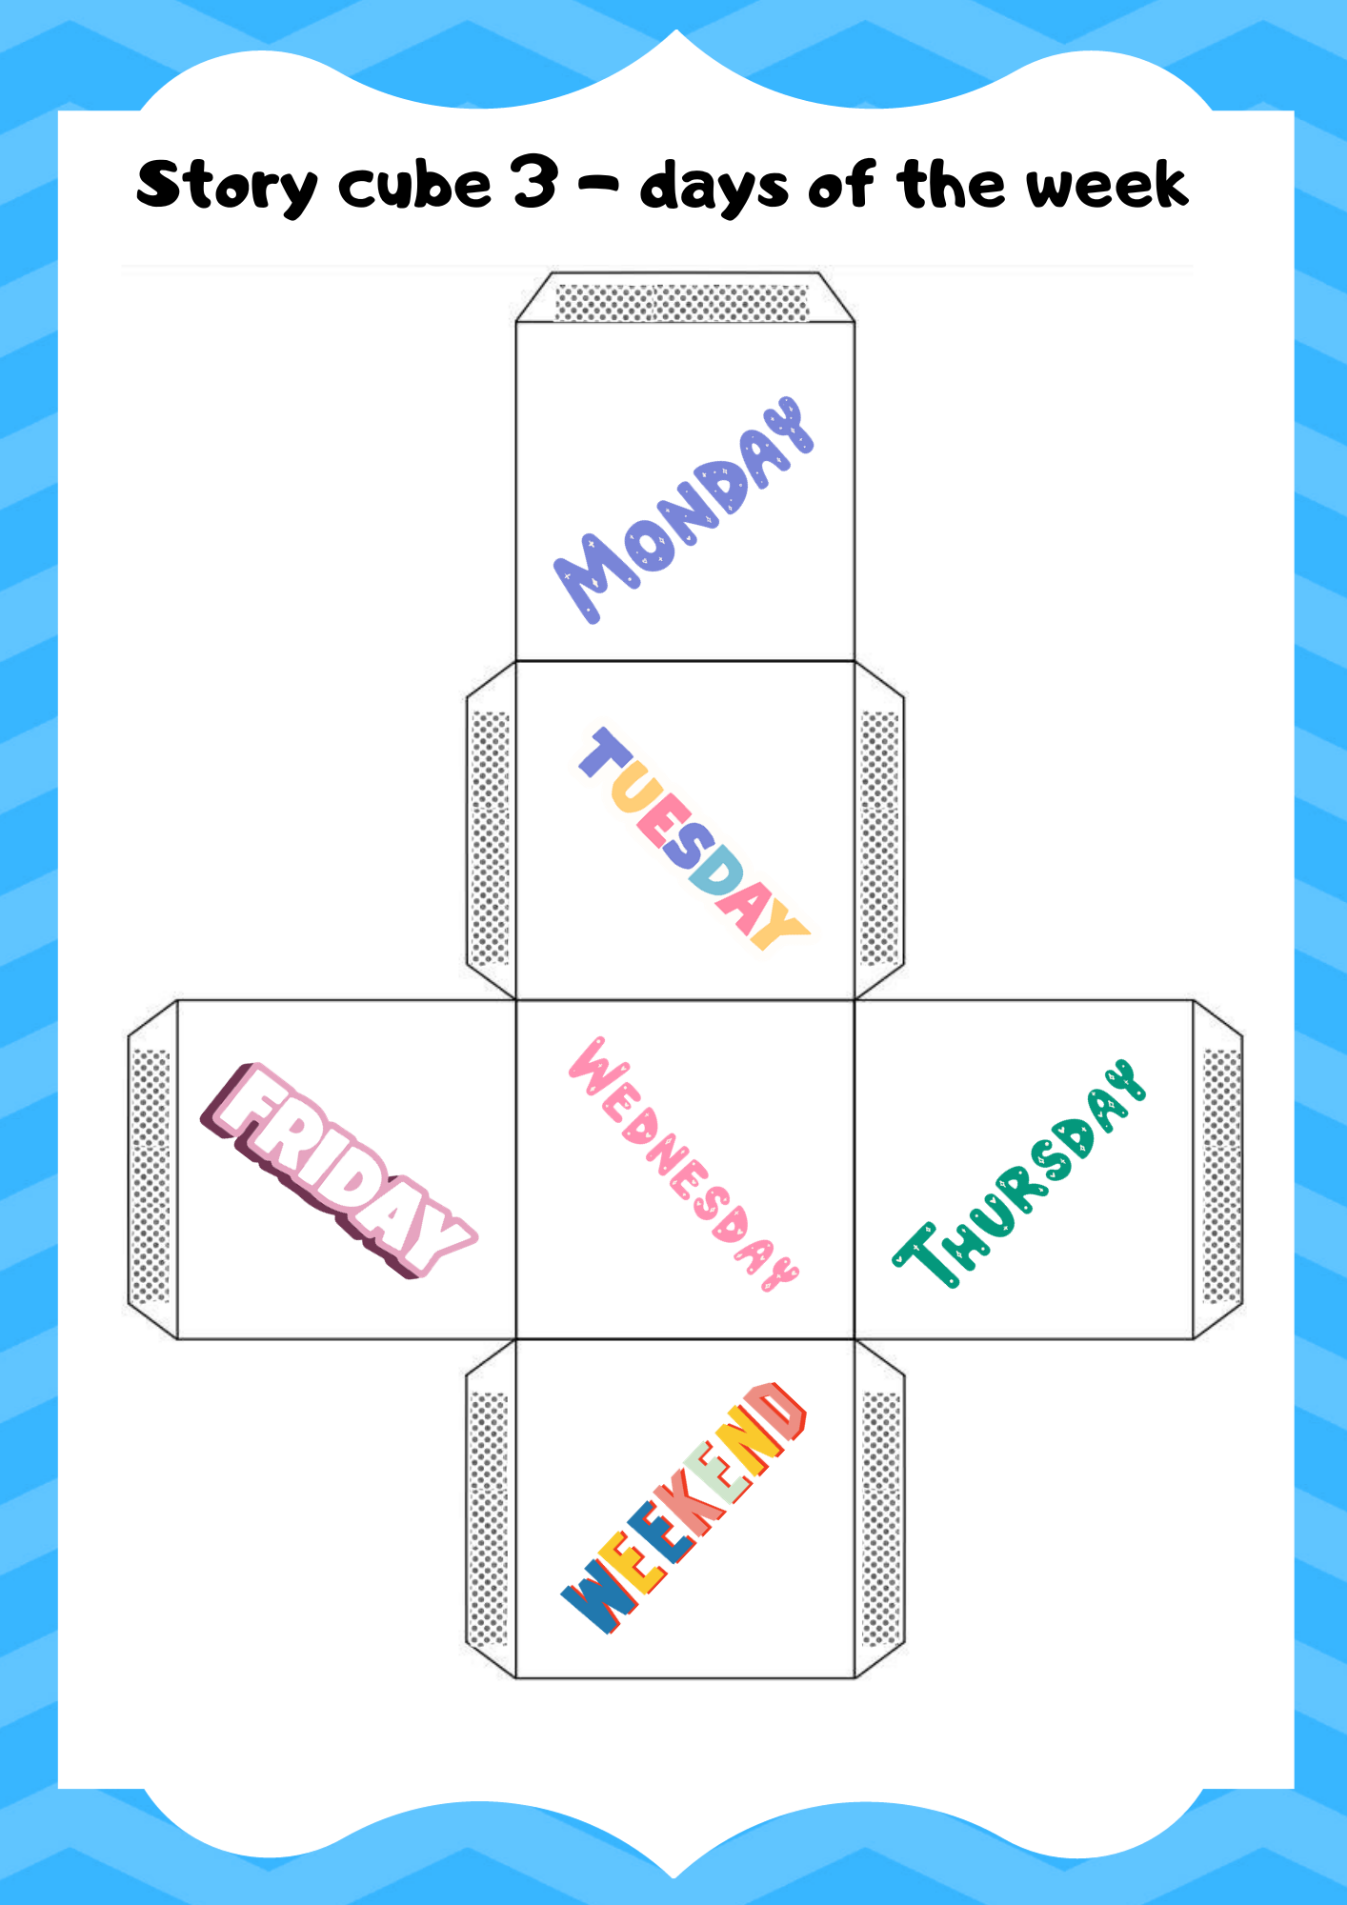 Story cube 3 - days of the week
MONDAY
TUESDAY
FRIDAY
WEDNESDAY
THURSDAY
WEEKEND